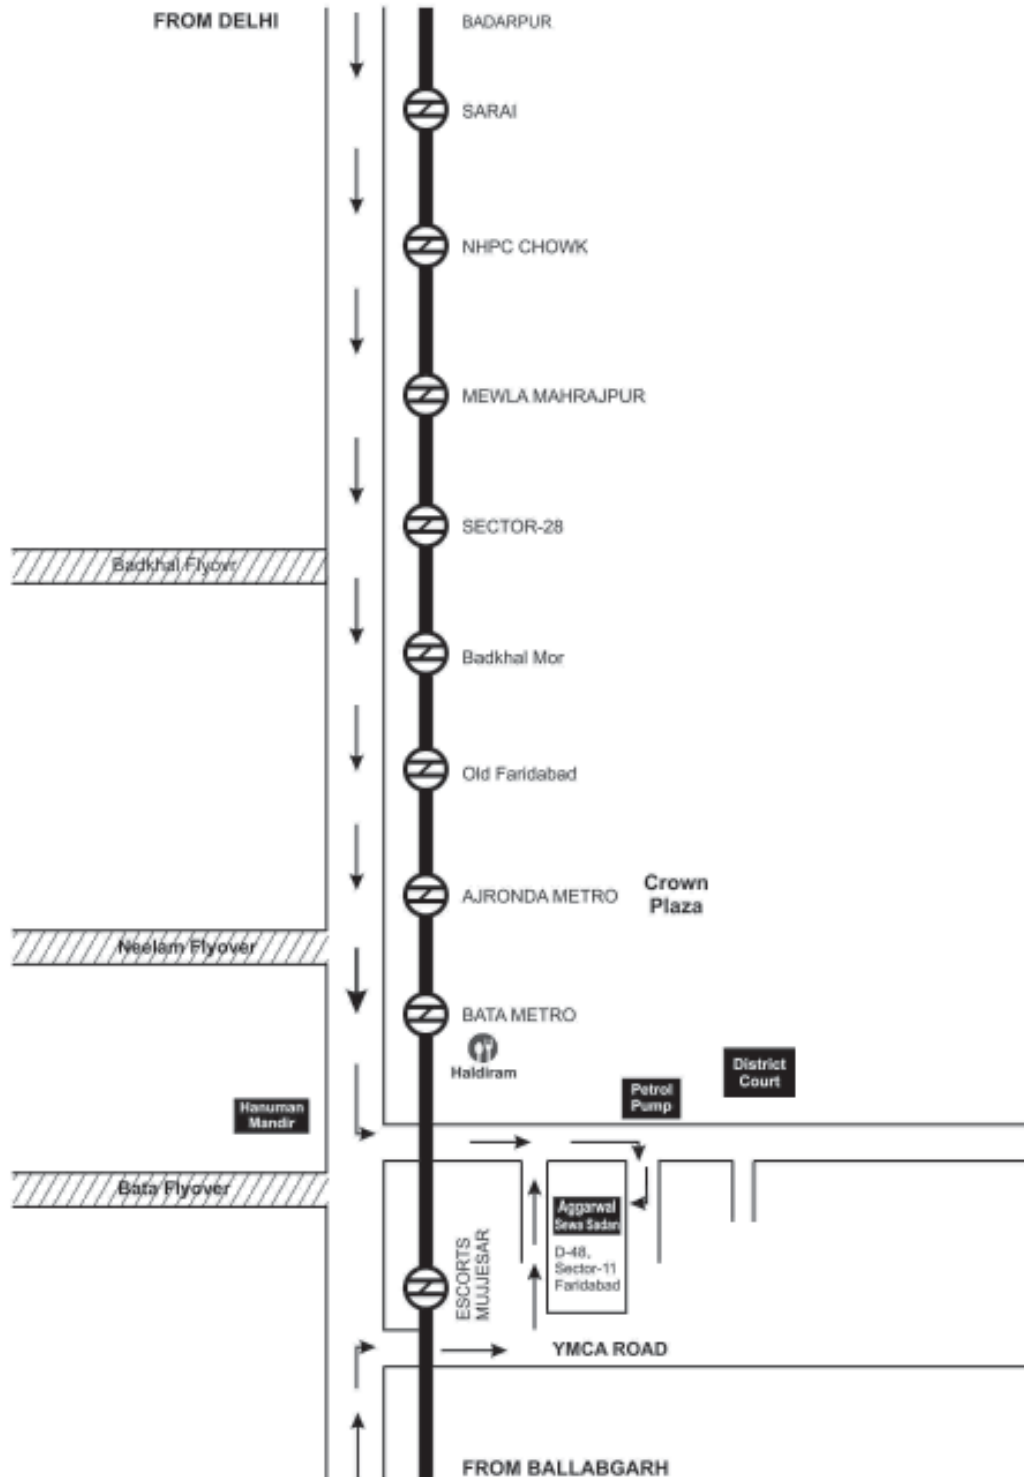 FROM DELHI
BADARPUR
SARAI
NHPC CHOWK
MEWLA MAHRAJPUR
SECTOR-28
Badkhal Flyovr
Badkhal Mor
Old Faridabad
AJRONDA METRO
Crown
Plaza
Neelam Flyover
BATA METRO
Haldiram
District
Court
Petrol
Pump
Hanuman
Mandir
Bata Flyover
Aggarwal
Sewa Sadan
D-48,
Sector-11
Faridabad
ESCORTS
MUJJESAR
YMCA ROAD
FROM BALLABGARH